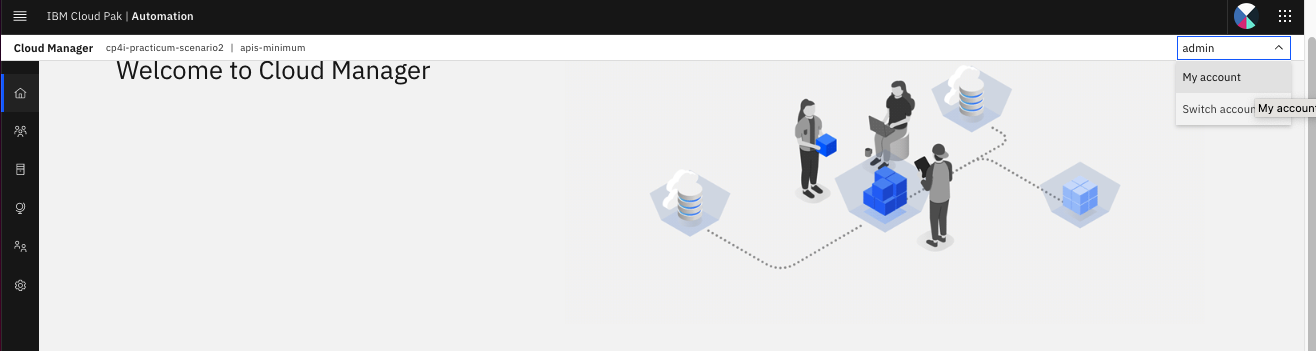 IBM Cloud Pak | Automation
Cloud Manager cp4i-practicum-scenario2 | apis-minimum
admin
Welcome to Cloud Manager
My account
Switch accoun
My account